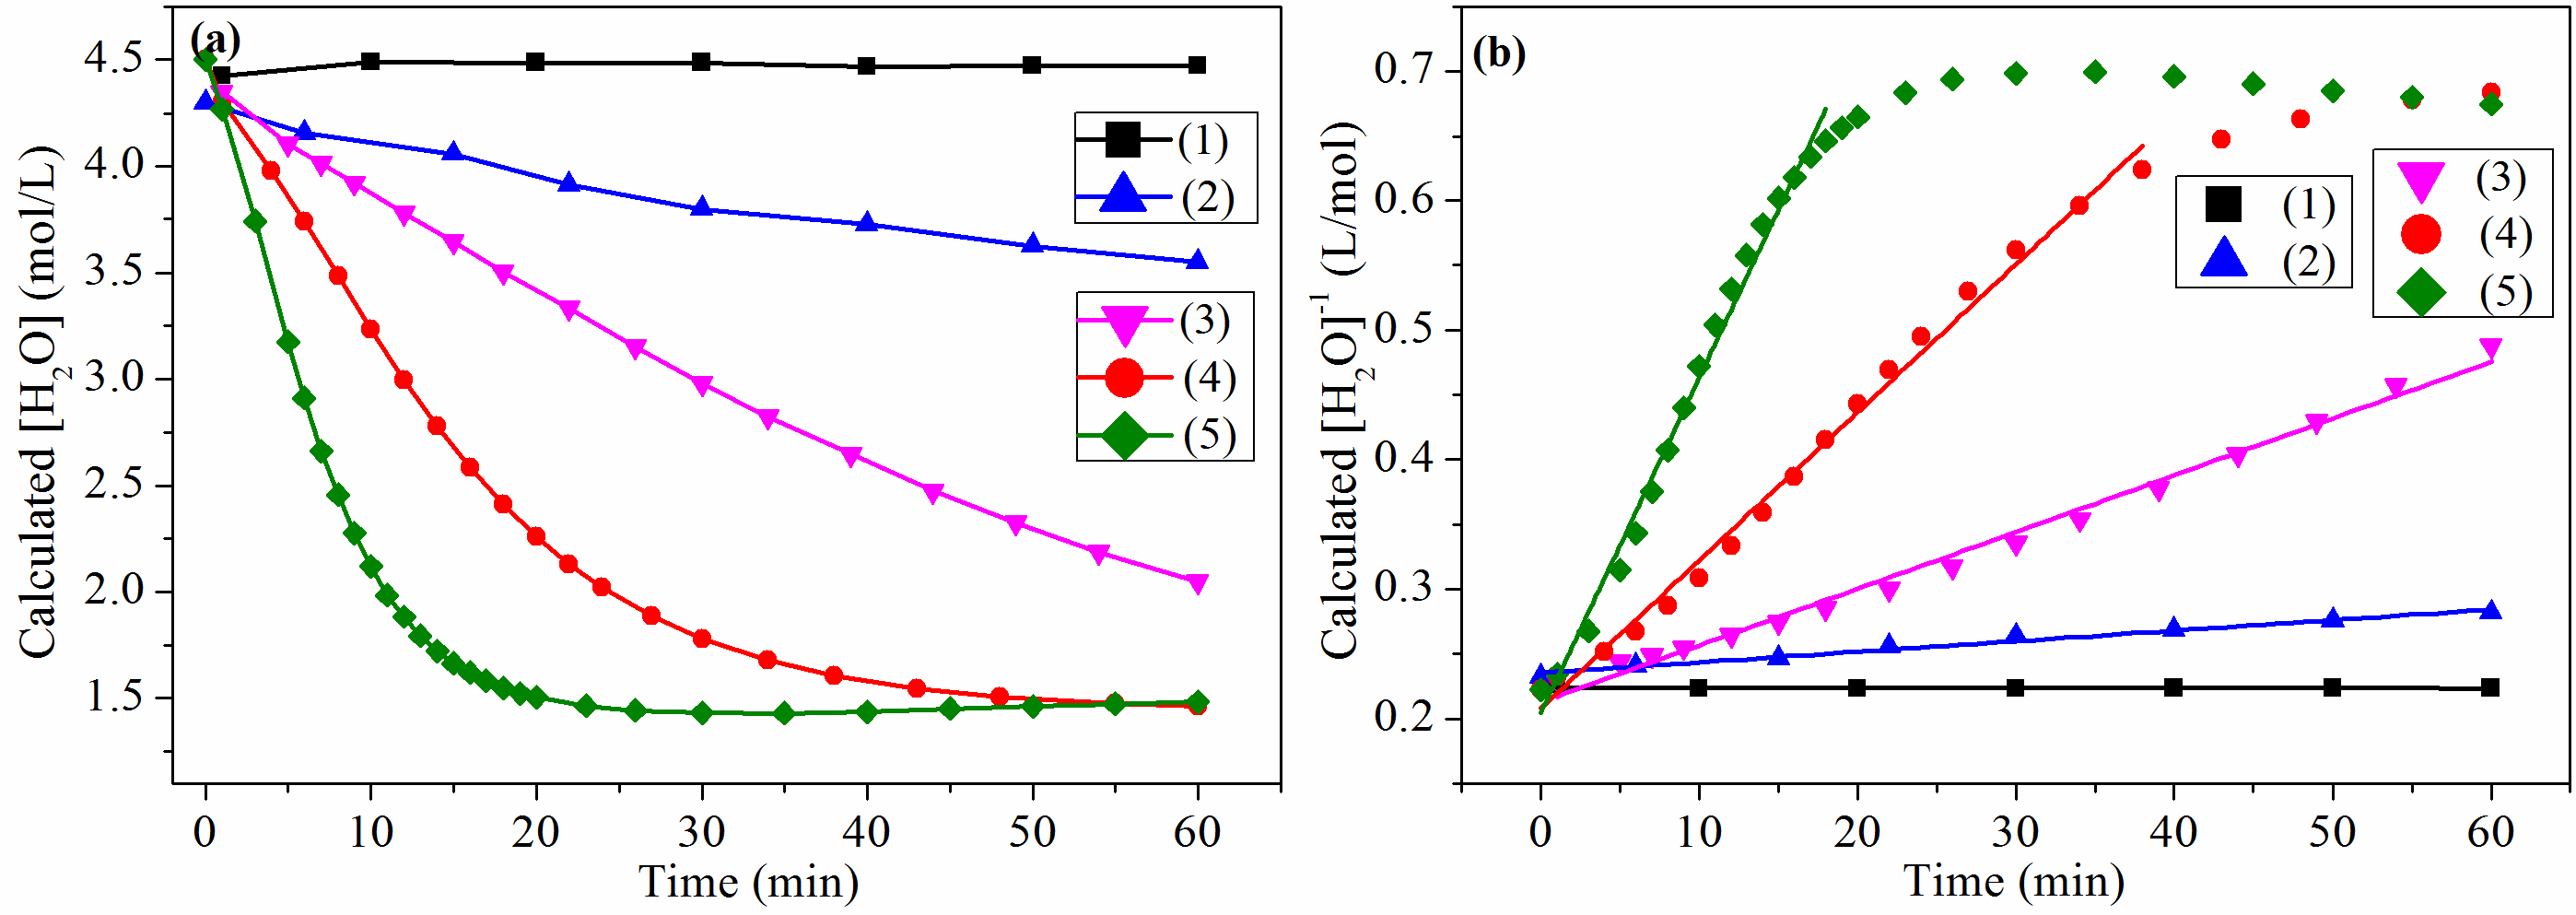 (a)
Calculated [H₂O] (mol/L)
4.5
4.0
3.5
3.0
2.5
2.0
1.5
(1)
(2)
(3)
(4)
(5)
0 10 20 30 40 50 60
Time (min)
(b)
Calculated [H₂O]⁻¹ (L/mol)
0.7
0.6
0.5
0.4
0.3
0.2
(1)
(2)
(3)
(4)
(5)
0 10 20 30 40 50 60
Time (min)